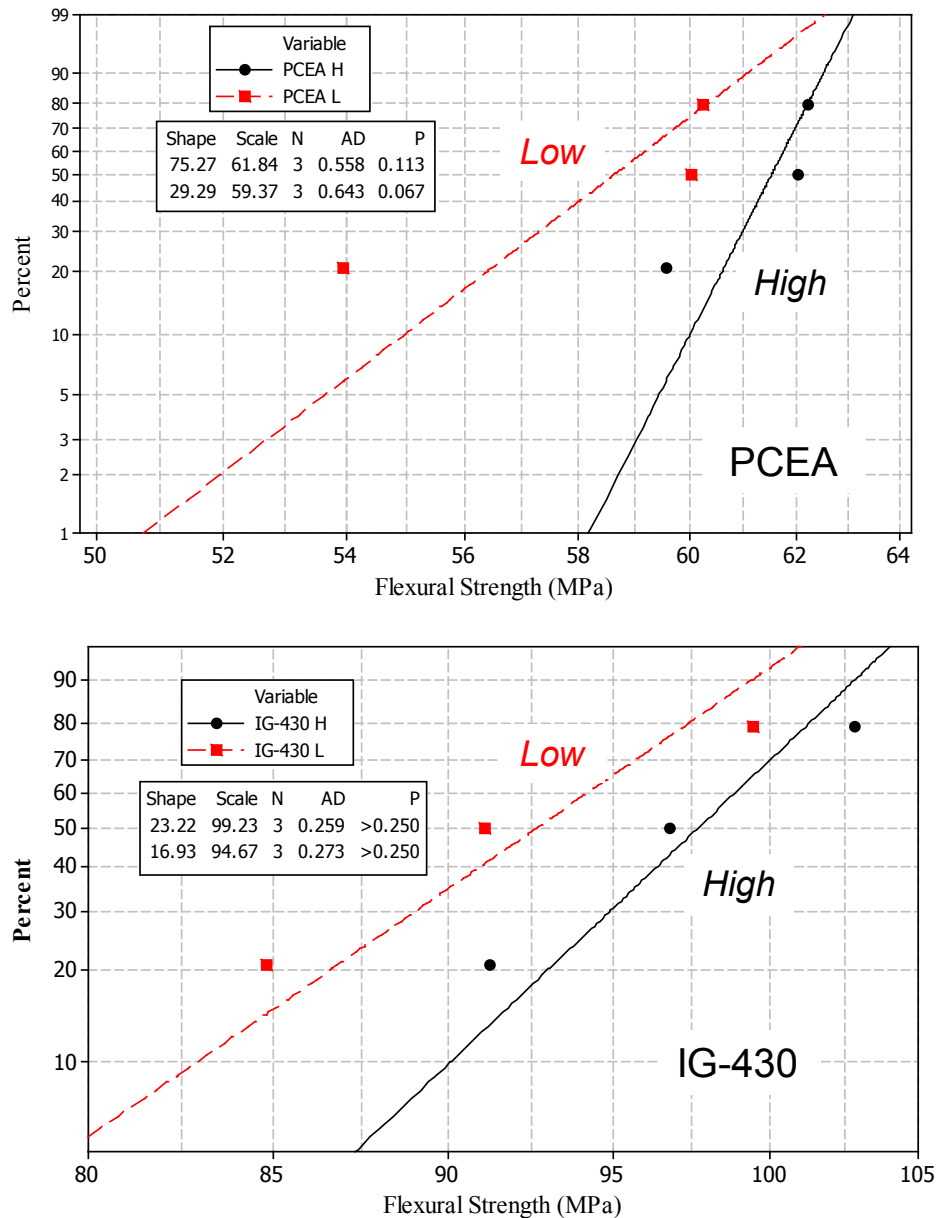 99
90
80
70
60
50
40
30
20
10
5
3
2
1
Percent
Variable
PCEA H
PCEA L
Shape Scale N AD P
75.27 61.84 3 0.558 0.113
29.29 59.37 3 0.643 0.067
Low
High
PCEA
50 52 54 56 58 60 62 64
Flexural Strength (MPa)
90
80
70
60
50
40
30
20
10
Percent
Variable
IG-430 H
IG-430 L
Shape Scale N AD P
23.22 99.23 3 0.259 >0.250
16.93 94.67 3 0.273 >0.250
Low
High
IG-430
80 85 90 95 100 105
Flexural Strength (MPa)